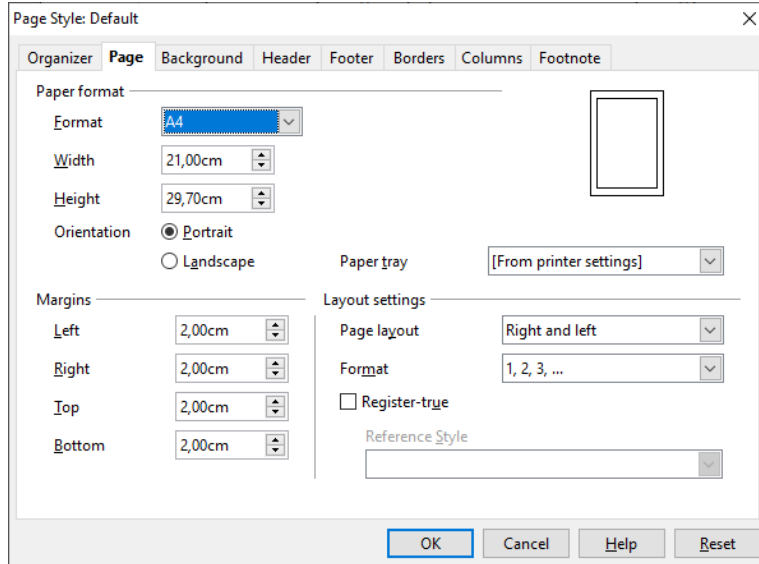 Page Style: Default
Organizer Page Background Header Footer Borders Columns Footnote
Paper format
Format A4
Width 21,00cm
Height 29,70cm
Orientation Portrait
Landscape Paper tray [From printer settings]
Margins Layout settings
Left 2,00cm Page layout Right and left
Right 2,00cm Format 1, 2, 3, ...
Top 2,00cm Register-true
Reference Style
Bottom 2,00cm
OK Cancel Help Reset